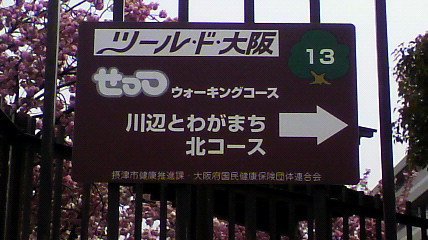 ツール・ド・大阪
13
せっつ ウォーキングコース
川辺とわがまち
北コース
摂津市健康推進課・大阪府国民健康保険団体連合会